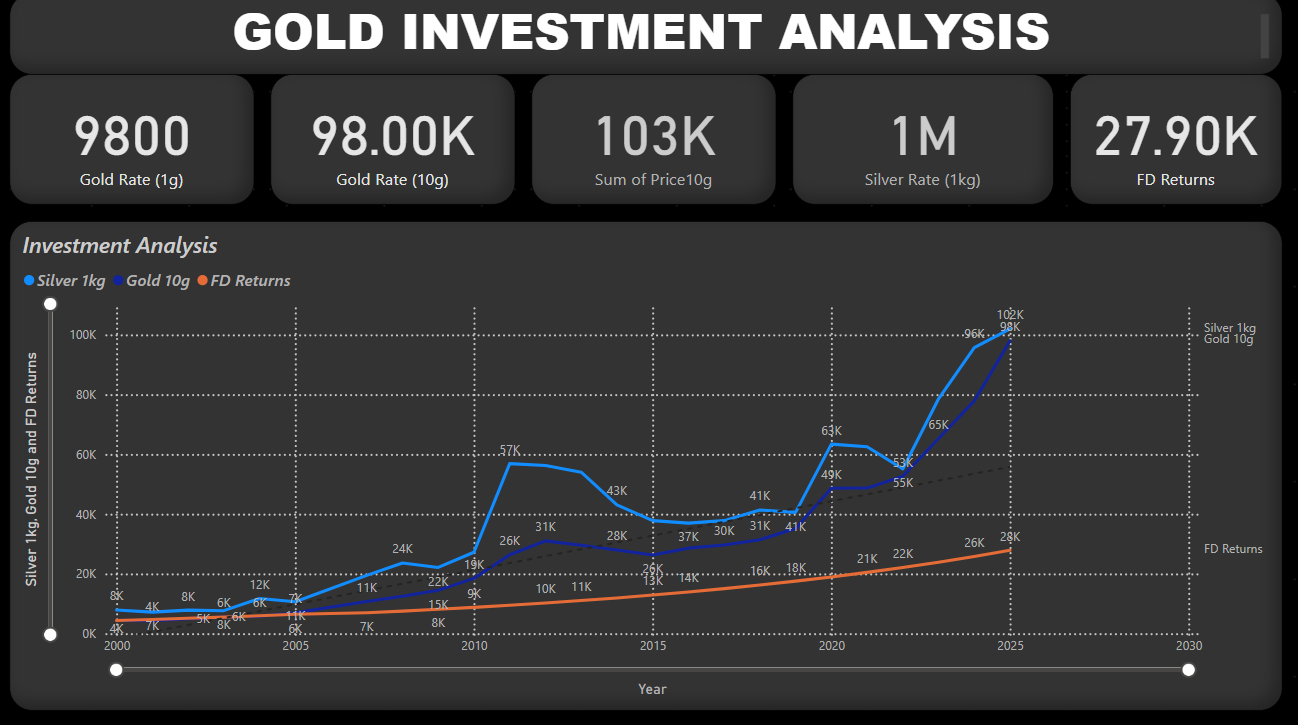 GOLD INVESTMENT ANALYSIS
9800
Gold Rate (1g)
98.00K
Gold Rate (10g)
103K
Sum of Price10g
1M
Silver Rate (1kg)
27.90K
FD Returns
Investment Analysis
Silver 1kg Gold 10g FD Returns
Silver 1kg, Gold 10g and FD Returns
100K
80K
60K
40K
20K
0K
8K 4K 8K 6K 12K 7K 24K 57K 43K 41K 63K 96K 102K
4K 7K 5K 8K 6K 6K 11K 6K 11K 22K 19K 26K 31K 28K 26K 37K 30K 31K 41K 49K 53K 55K 65K 98K
7K 15K 8K 9K 10K 11K 13K 14K 16K 18K 21K 22K 26K 28K
Silver 1kg
Gold 10g
FD Returns
2000 2005 2010 2015 2020 2025 2030
Year